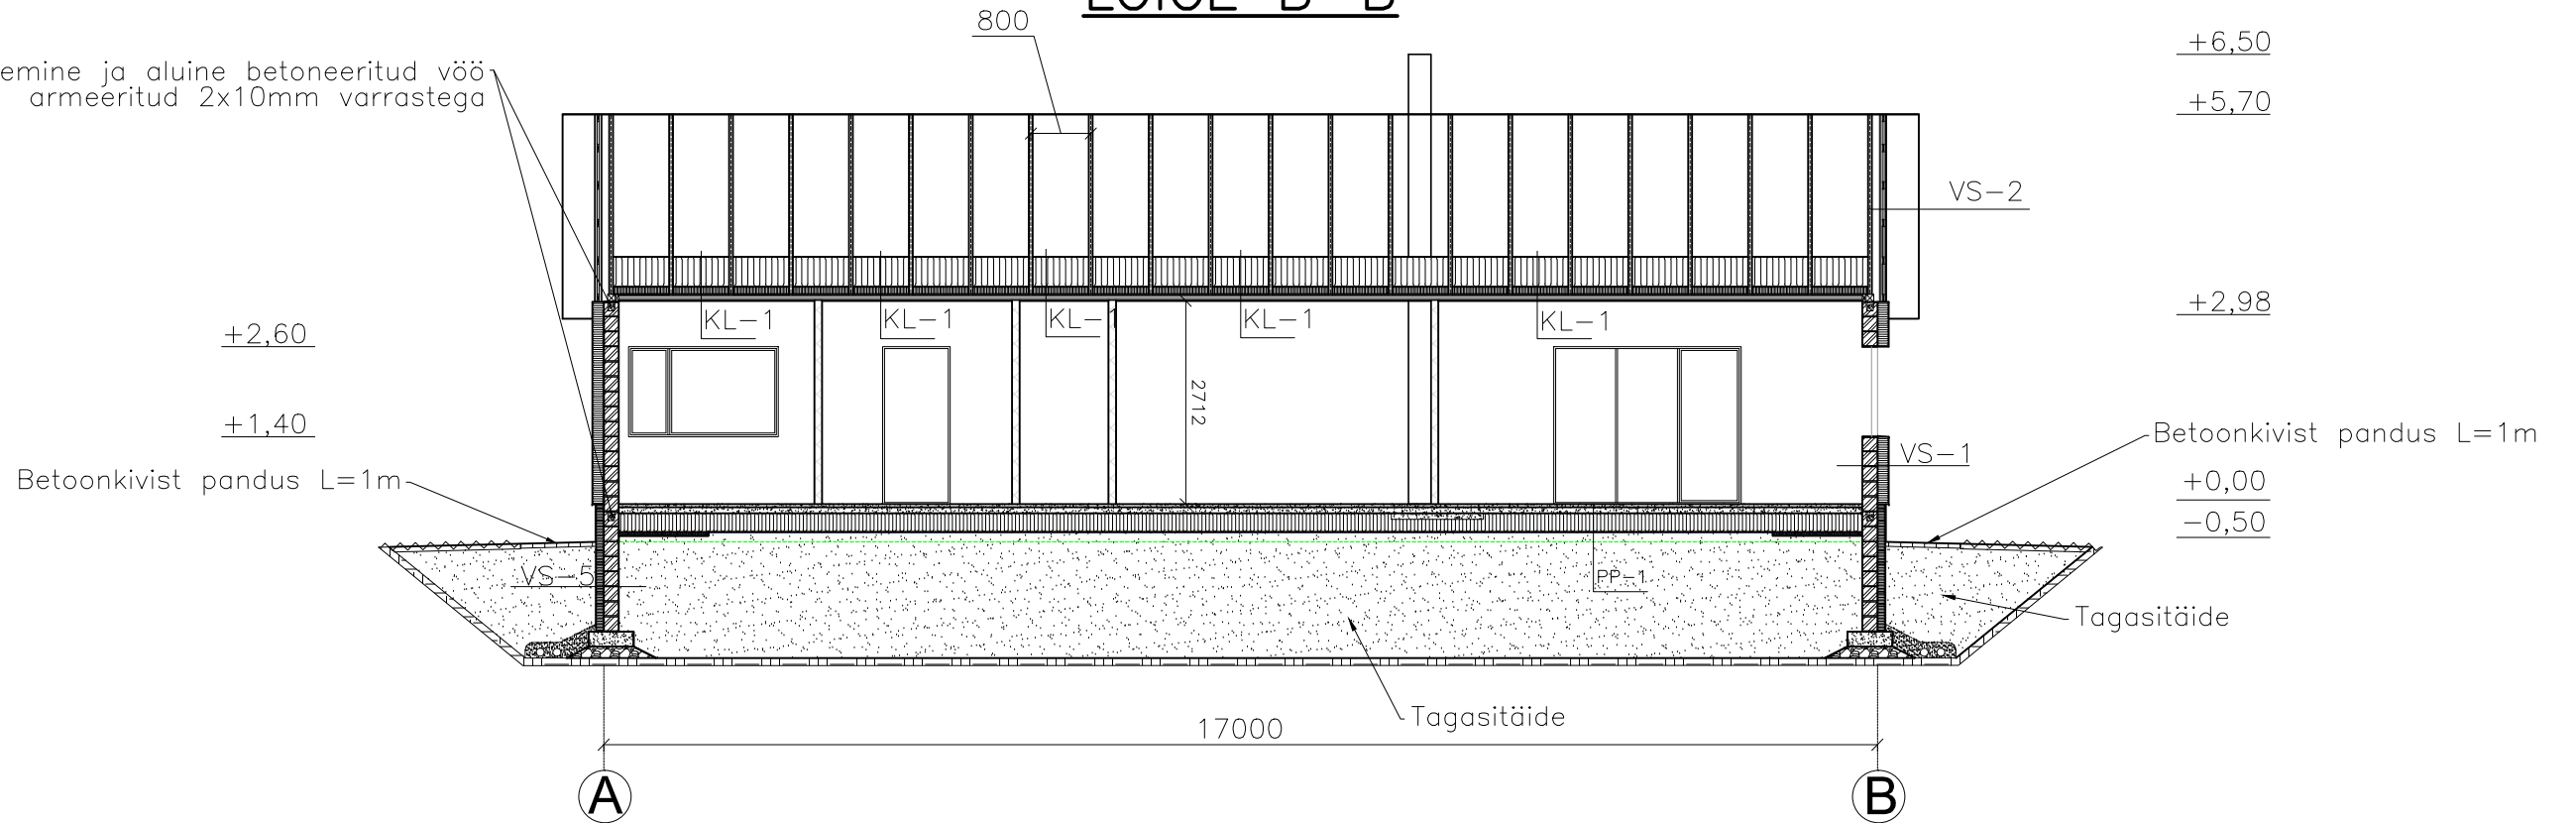 B-B
800
+6,50
ja aluine betoneeritud vöö
armeeritud 2x10mm varrastega
+5,70
VS-2
+2,98
+2,60
KL-1
KL-1
KL-1
KL-1
KL-1
2712
+1,40
Betoonkivist pandus L=1m
VS-1
Betoonkivist pandus L=1m
+0,00
-0,50
VS-5
PP-1
Tagasitäide
Tagasitäide
17000
A
B